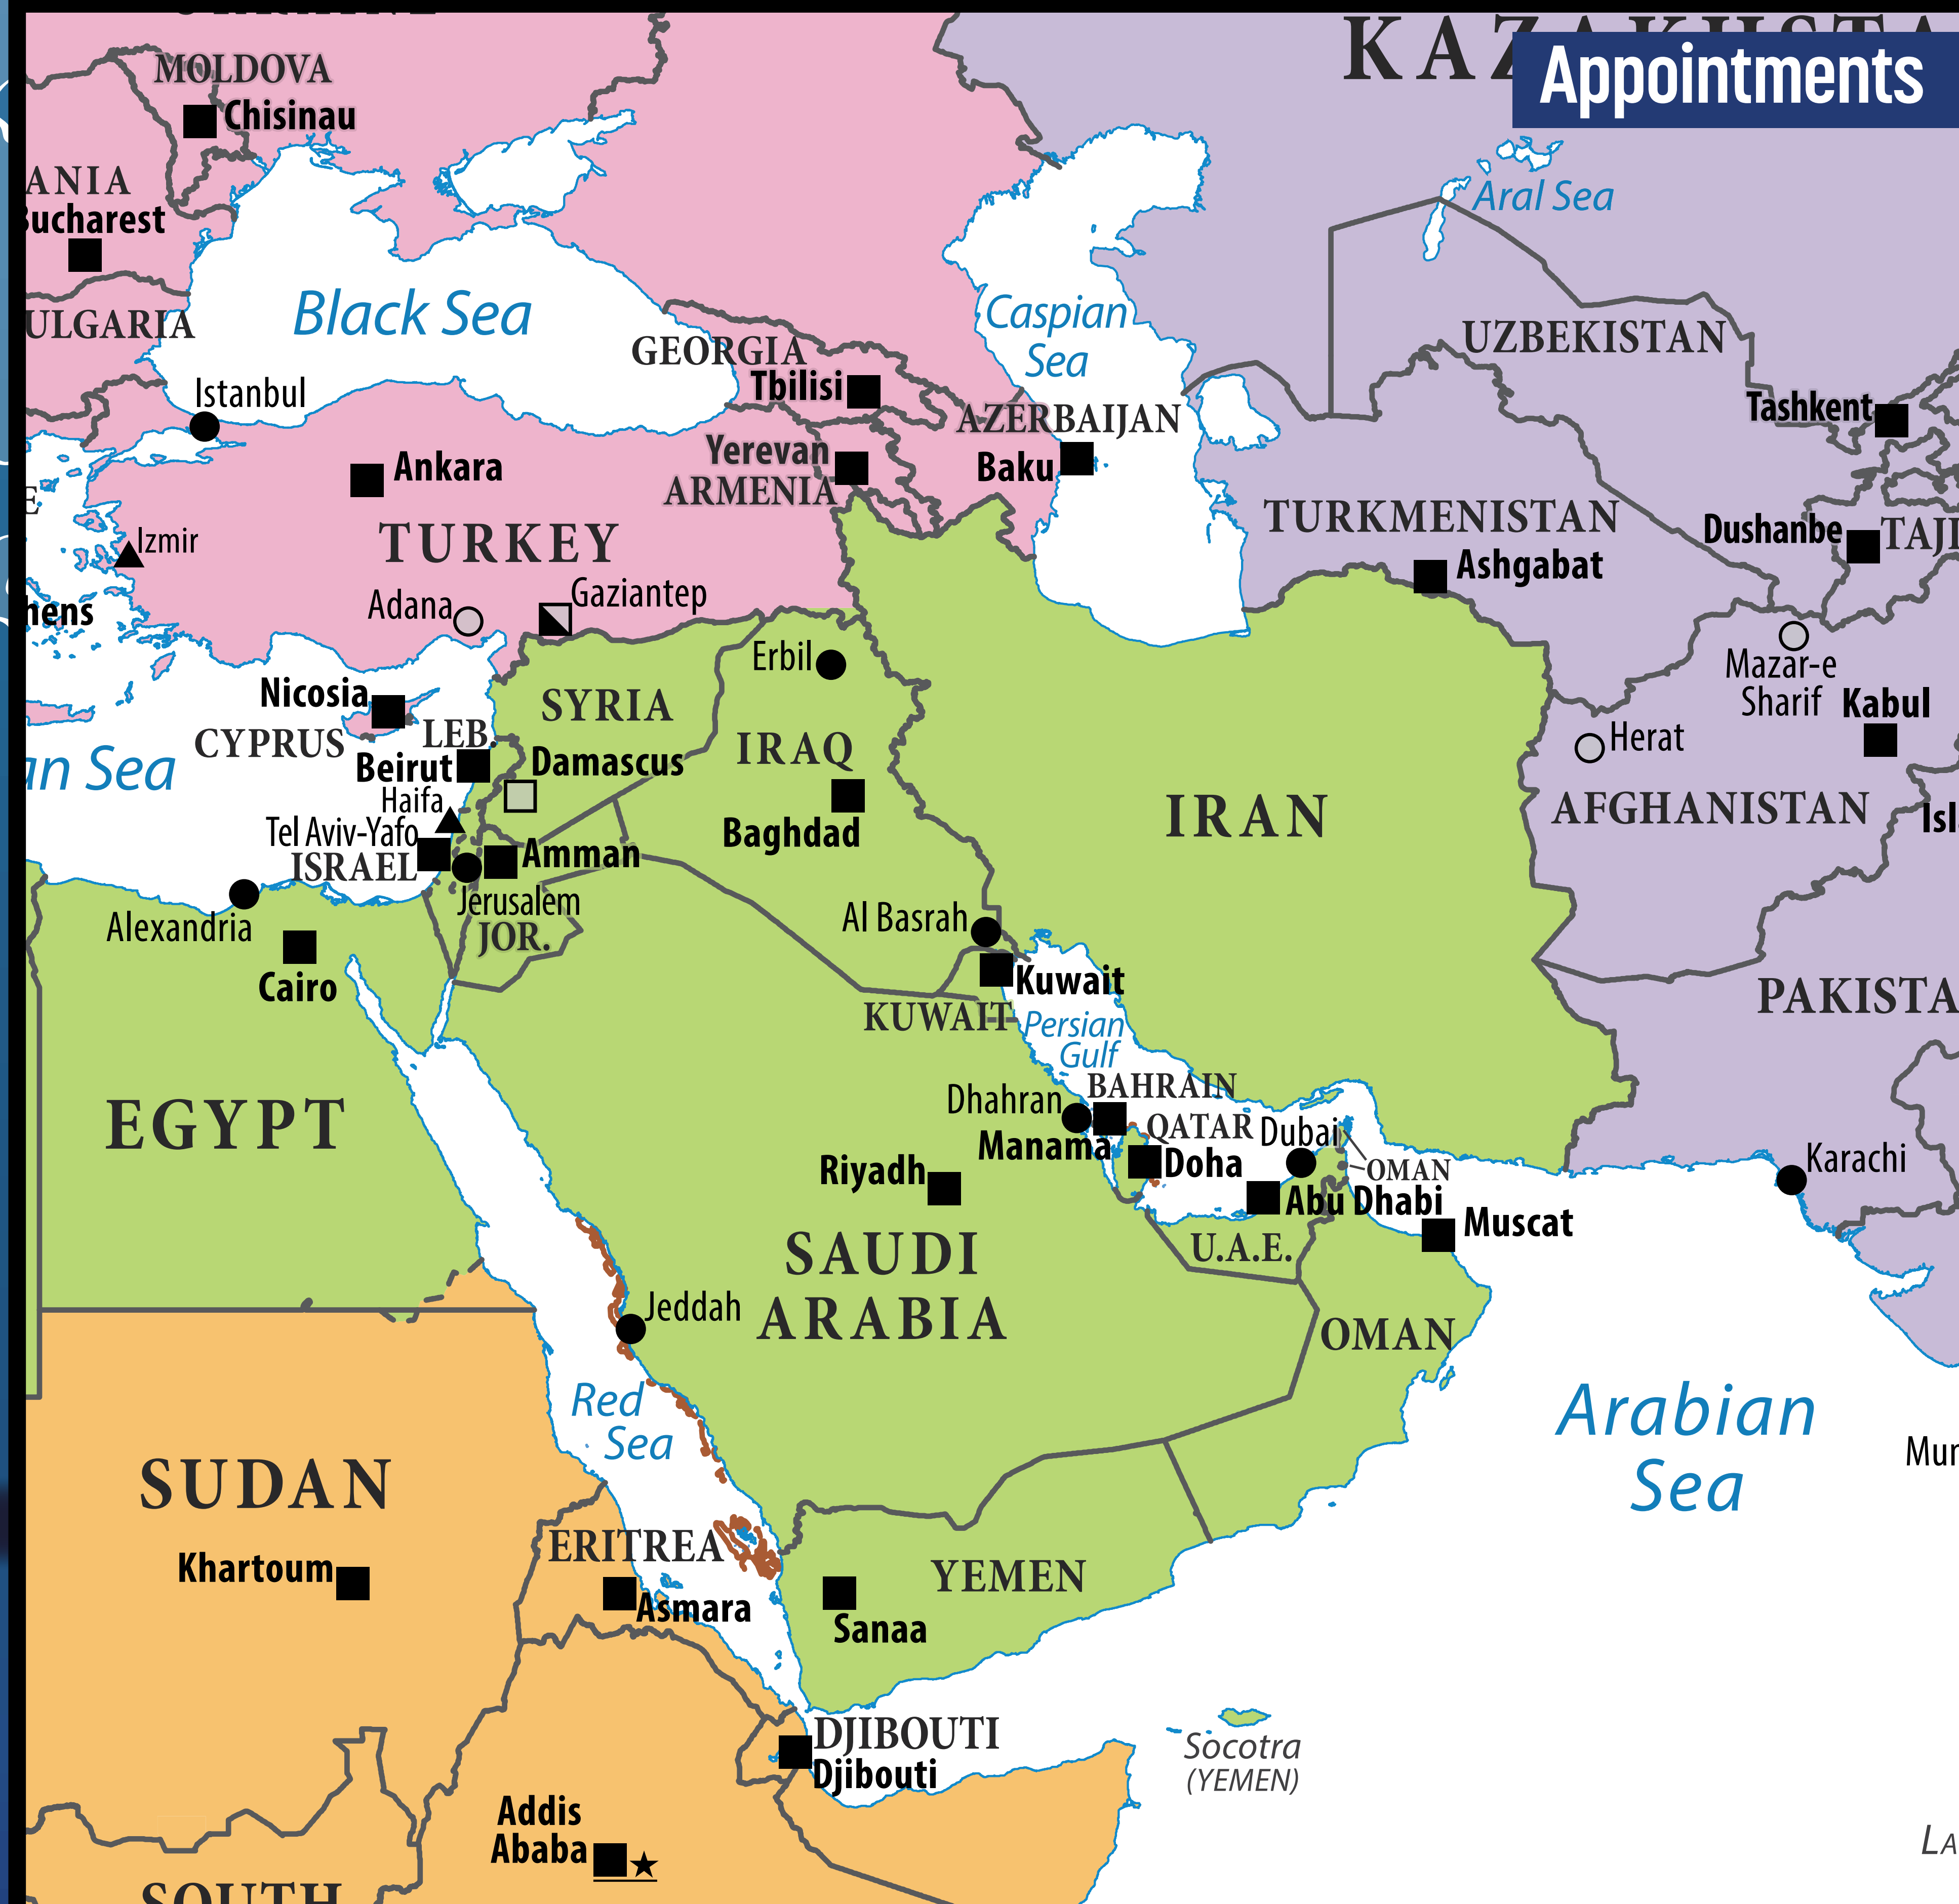 Appointments
MOLDOVA
Chisinau
ANIA
Bucharest
ULGARIA
Black Sea
Istanbul
Ankara
TURKEY
Izmir
Adana
Gaziantep
hens
GEORGIA
Tbilisi
Yerevan
ARMENIA
AZERBAIJAN
Baku
Caspian
Sea
Aral Sea
UZBEKISTAN
Tashkent
TURKMENISTAN
Ashgabat
Dushanbe
TAJI
Mazar-e
Sharif
Kabul
Herat
AFGHANISTAN
Isl
PAKISTA
Karachi
Nicosia
CYPRUS
an Sea
LEB.
Beirut
Haifa
Tel Aviv-Yafo
ISRAEL
Jerusalem
JOR.
Amman
SYRIA
Damascus
Erbil
IRAQ
Baghdad
Al Basrah
IRAN
Alexandria
Cairo
EGYPT
Kuwait
KUWAIT
Persian
Gulf
BAHRAIN
Dhahran
Manama
QATAR
Doha
Dubai
OMAN
Abu Dhabi
U.A.E.
Muscat
OMAN
Riyadh
SAUDI
ARABIA
Jeddah
Red
Sea
Arabian
Sea
SUDAN
Khartoum
ERITREA
Asmara
YEMEN
Sanaa
DJIBOUTI
Djibouti
Socotra
(YEMEN)
Addis
Ababa
SOUTH